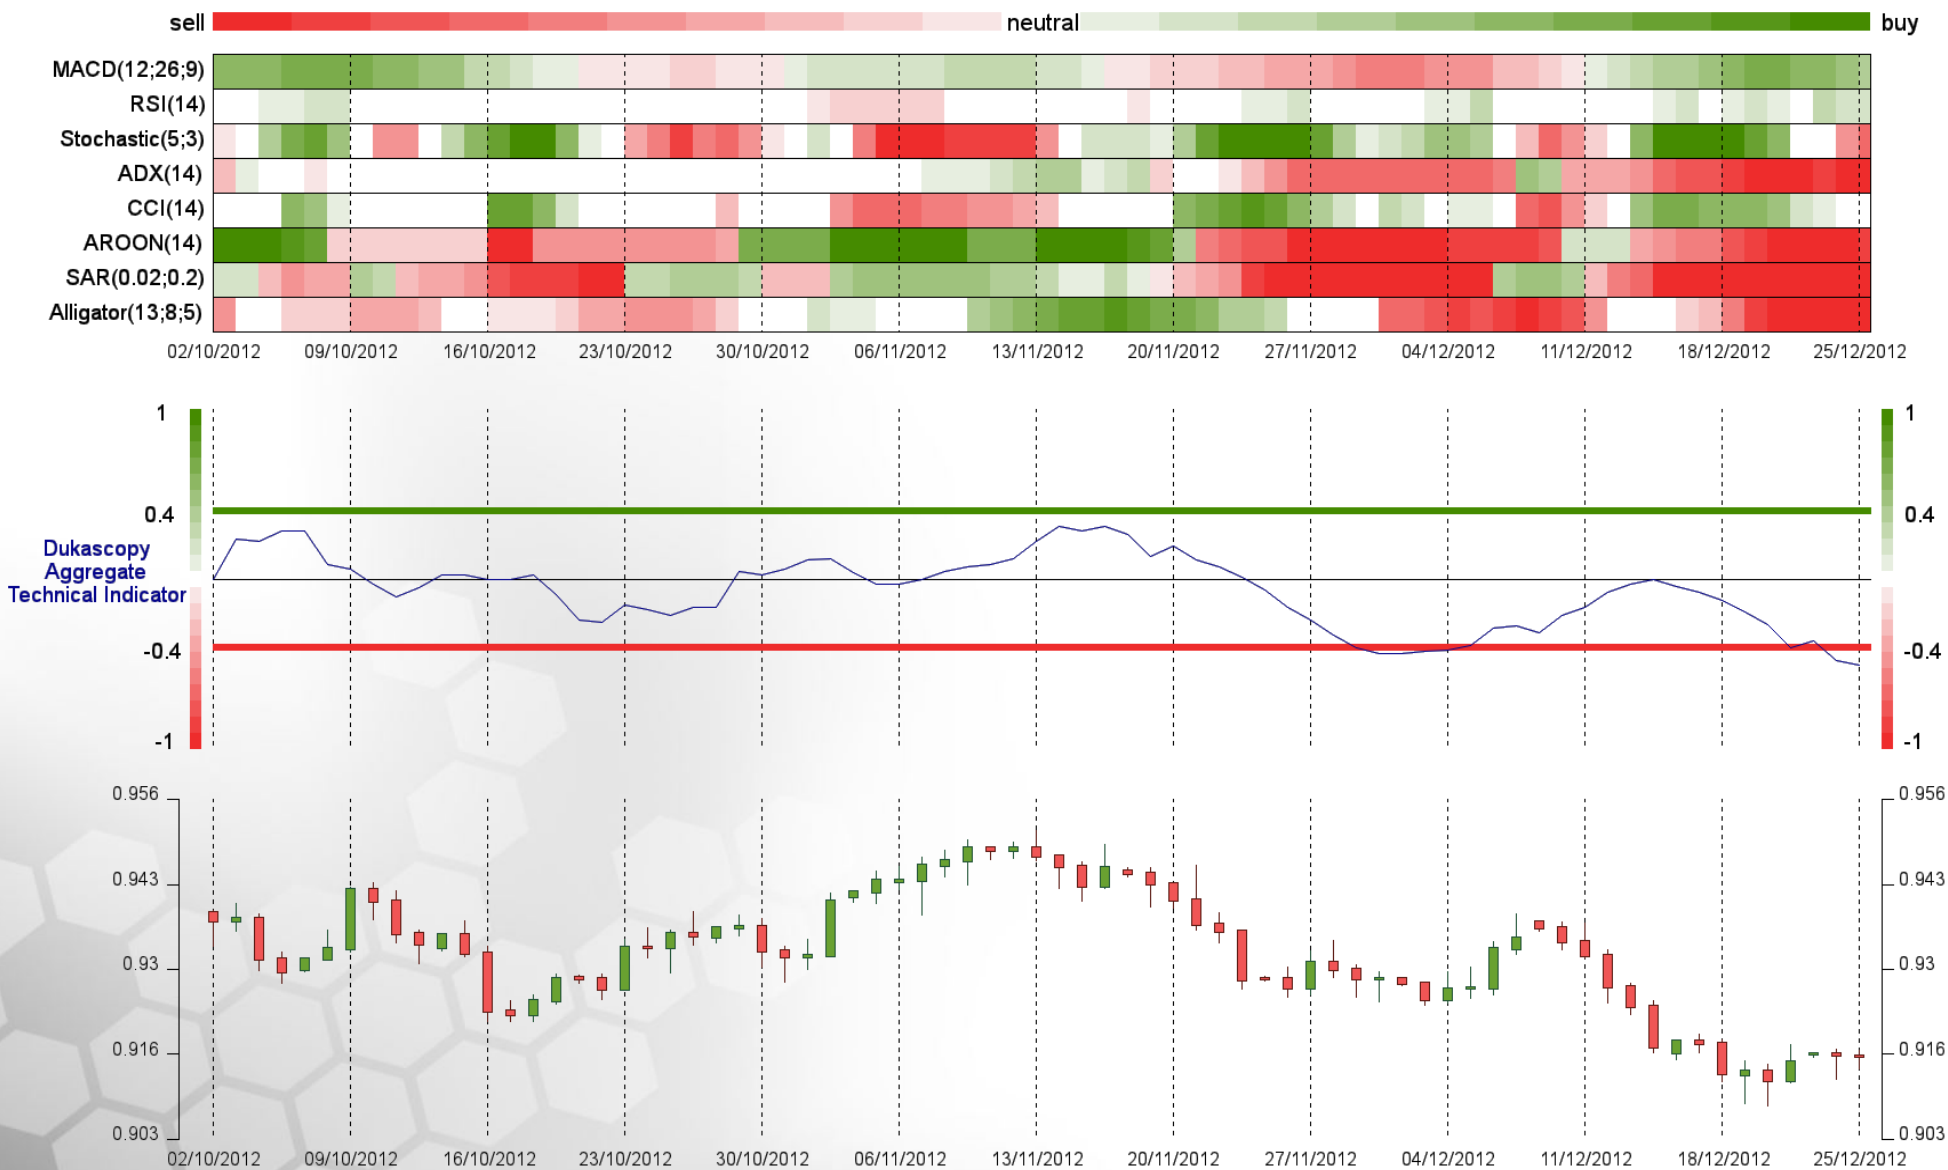 sell neutral buy
MACD(12;26;9)
RSI(14)
Stochastic(5;3)
ADX(14)
CCI(14)
AROON(14)
SAR(0.02;0.2)
Alligator(13;8;5)
02/10/2012 09/10/2012 16/10/2012 23/10/2012 30/10/2012 06/11/2012 13/11/2012 20/11/2012 27/11/2012 04/12/2012 11/12/2012 18/12/2012 25/12/2012
1 1
0.4 0.4
Dukascopy
Aggregate
Technical Indicator
-0.4 -0.4
-1 -1
0.956 0.956
0.943 0.943
0.93 0.93
0.916 0.916
0.903 0.903
02/10/2012 09/10/2012 16/10/2012 23/10/2012 30/10/2012 06/11/2012 13/11/2012 20/11/2012 27/11/2012 04/12/2012 11/12/2012 18/12/2012 25/12/2012